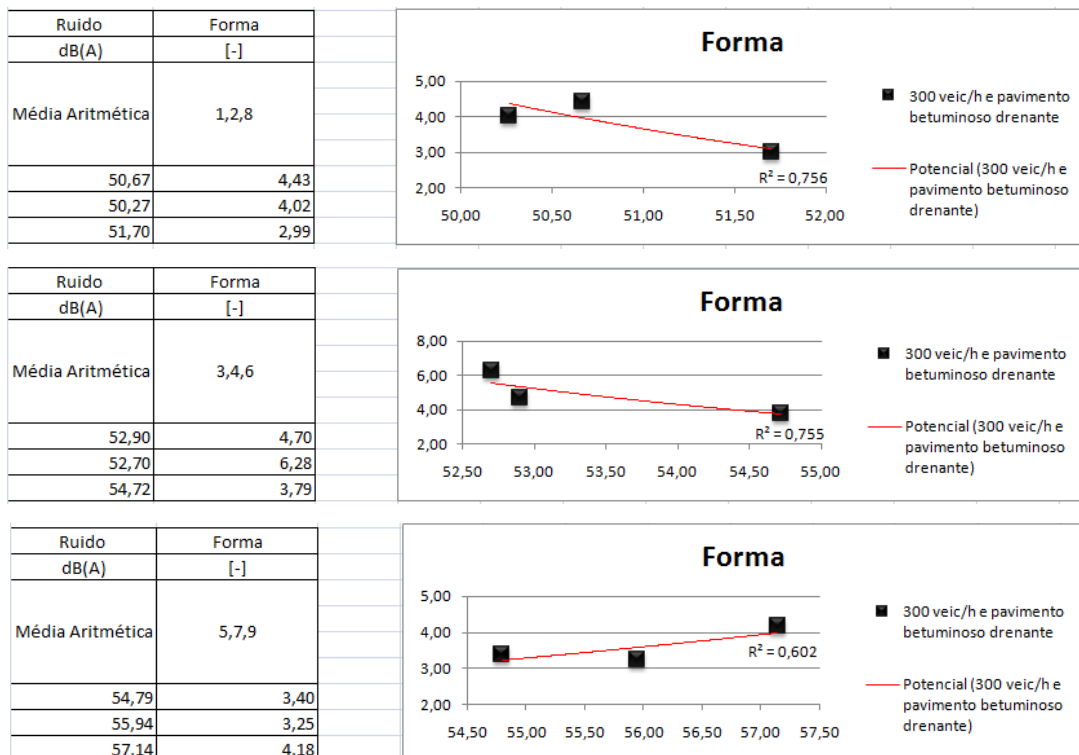 Ruido Forma
dB(A) [-]
Média Aritmética 1,2,8
50,67 4,43
50,27 4,02
51,70 2,99
Forma
5,00
4,00
3,00
2,00
50,00 50,50 51,00 51,50 52,00
R² = 0,756
300 veic/h e pavimento
betuminoso drenante
Potencial (300 veic/h e
pavimento betuminoso
drenante)
Ruido Forma
dB(A) [-]
Média Aritmética 3,4,6
52,90 4,70
52,70 6,28
54,72 3,79
Forma
8,00
6,00
4,00
2,00
52,50 53,00 53,50 54,00 54,50 55,00
R² = 0,755
300 veic/h e pavimento
betuminoso drenante
Potencial (300 veic/h e
pavimento betuminoso
drenante)
Ruido Forma
dB(A) [-]
Média Aritmética 5,7,9
54,79 3,40
55,94 3,25
57,14 4,18
Forma
5,00
4,00
3,00
2,00
54,50 55,00 55,50 56,00 56,50 57,00 57,50
R² = 0,602
300 veic/h e pavimento
betuminoso drenante
Potencial (300 veic/h e
pavimento betuminoso
drenante)